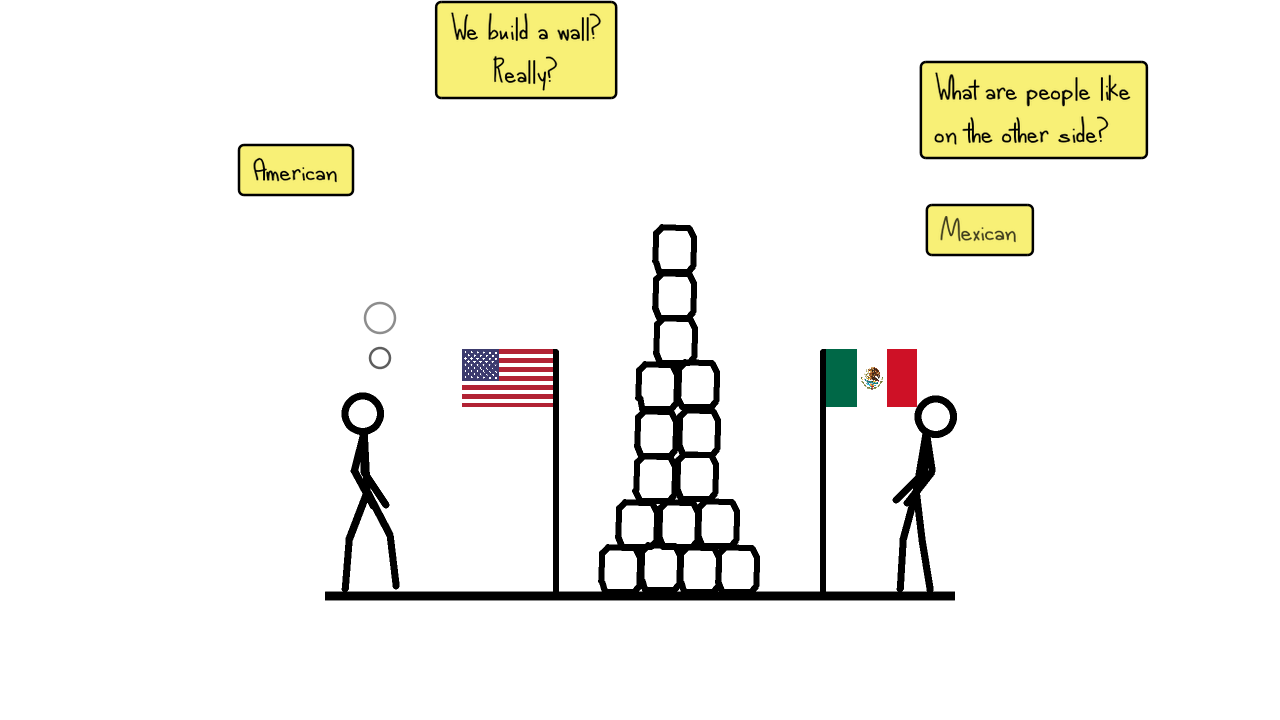 We build a wall?
Really?
What are people like
on the other side?
American
Mexican